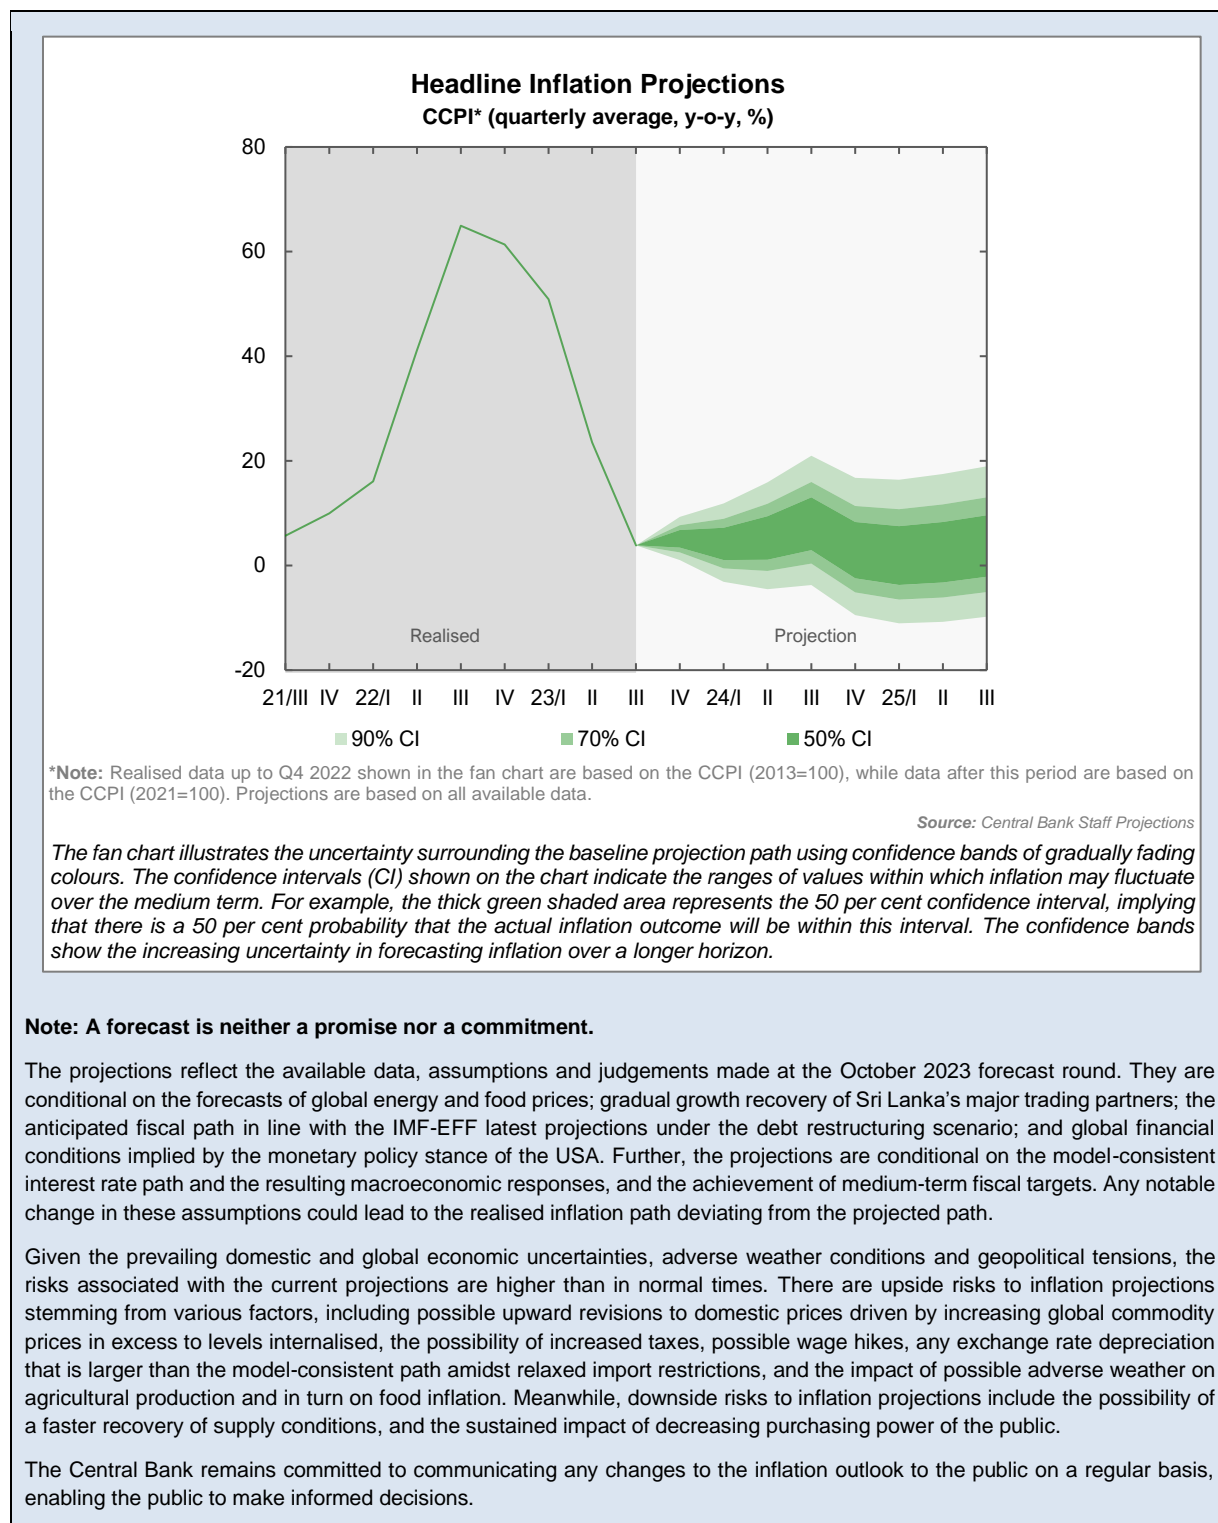 Headline Inflation Projections
CCPI* (quarterly average, y-o-y, %)
80
60
40
20
0
-20
Realised
Projection
21/III IV 22/I II III IV 23/I II III IV 24/I II III IV 25/I II III
90% CI 70% CI 50% CI
*Note: Realised data up to Q4 2022 shown in the fan chart are based on the CCPI (2013=100), while data after this period are based on
the CCPI (2021=100). Projections are based on all available data.
Source: Central Bank Staff Projections
The fan chart illustrates the uncertainty surrounding the baseline projection path using confidence bands of gradually fading
colours. The confidence intervals (CI) shown on the chart indicate the ranges of values within which inflation may fluctuate
over the medium term. For example, the thick green shaded area represents the 50 per cent confidence interval, implying
that there is a 50 per cent probability that the actual inflation outcome will be within this interval. The confidence bands
show the increasing uncertainty in forecasting inflation over a longer horizon.
Note: A forecast is neither a promise nor a commitment.
The projections reflect the available data, assumptions and judgements made at the October 2023 forecast round. They are
conditional on the forecasts of global energy and food prices; gradual growth recovery of Sri Lanka's major trading partners; the
anticipated fiscal path in line with the IMF-EFF latest projections under the debt restructuring scenario; and global financial
conditions implied by the monetary policy stance of the USA. Further, the projections are conditional on the model-consistent
interest rate path and the resulting macroeconomic responses, and the achievement of medium-term fiscal targets. Any notable
change in these assumptions could lead to the realised inflation path deviating from the projected path.
Given the prevailing domestic and global economic uncertainties, adverse weather conditions and geopolitical tensions, the
risks associated with the current projections are higher than in normal times. There are upside risks to inflation projections
stemming from various factors, including possible upward revisions to domestic prices driven by increasing global commodity
prices in excess to levels internalised, the possibility of increased taxes, possible wage hikes, any exchange rate depreciation
that is larger than the model-consistent path amidst relaxed import restrictions, and the impact of possible adverse weather on
agricultural production and in turn on food inflation. Meanwhile, downside risks to inflation projections include the possibility of
a faster recovery of supply conditions, and the sustained impact of decreasing purchasing power of the public.
The Central Bank remains committed to communicating any changes to the inflation outlook to the public on a regular basis,
enabling the public to make informed decisions.